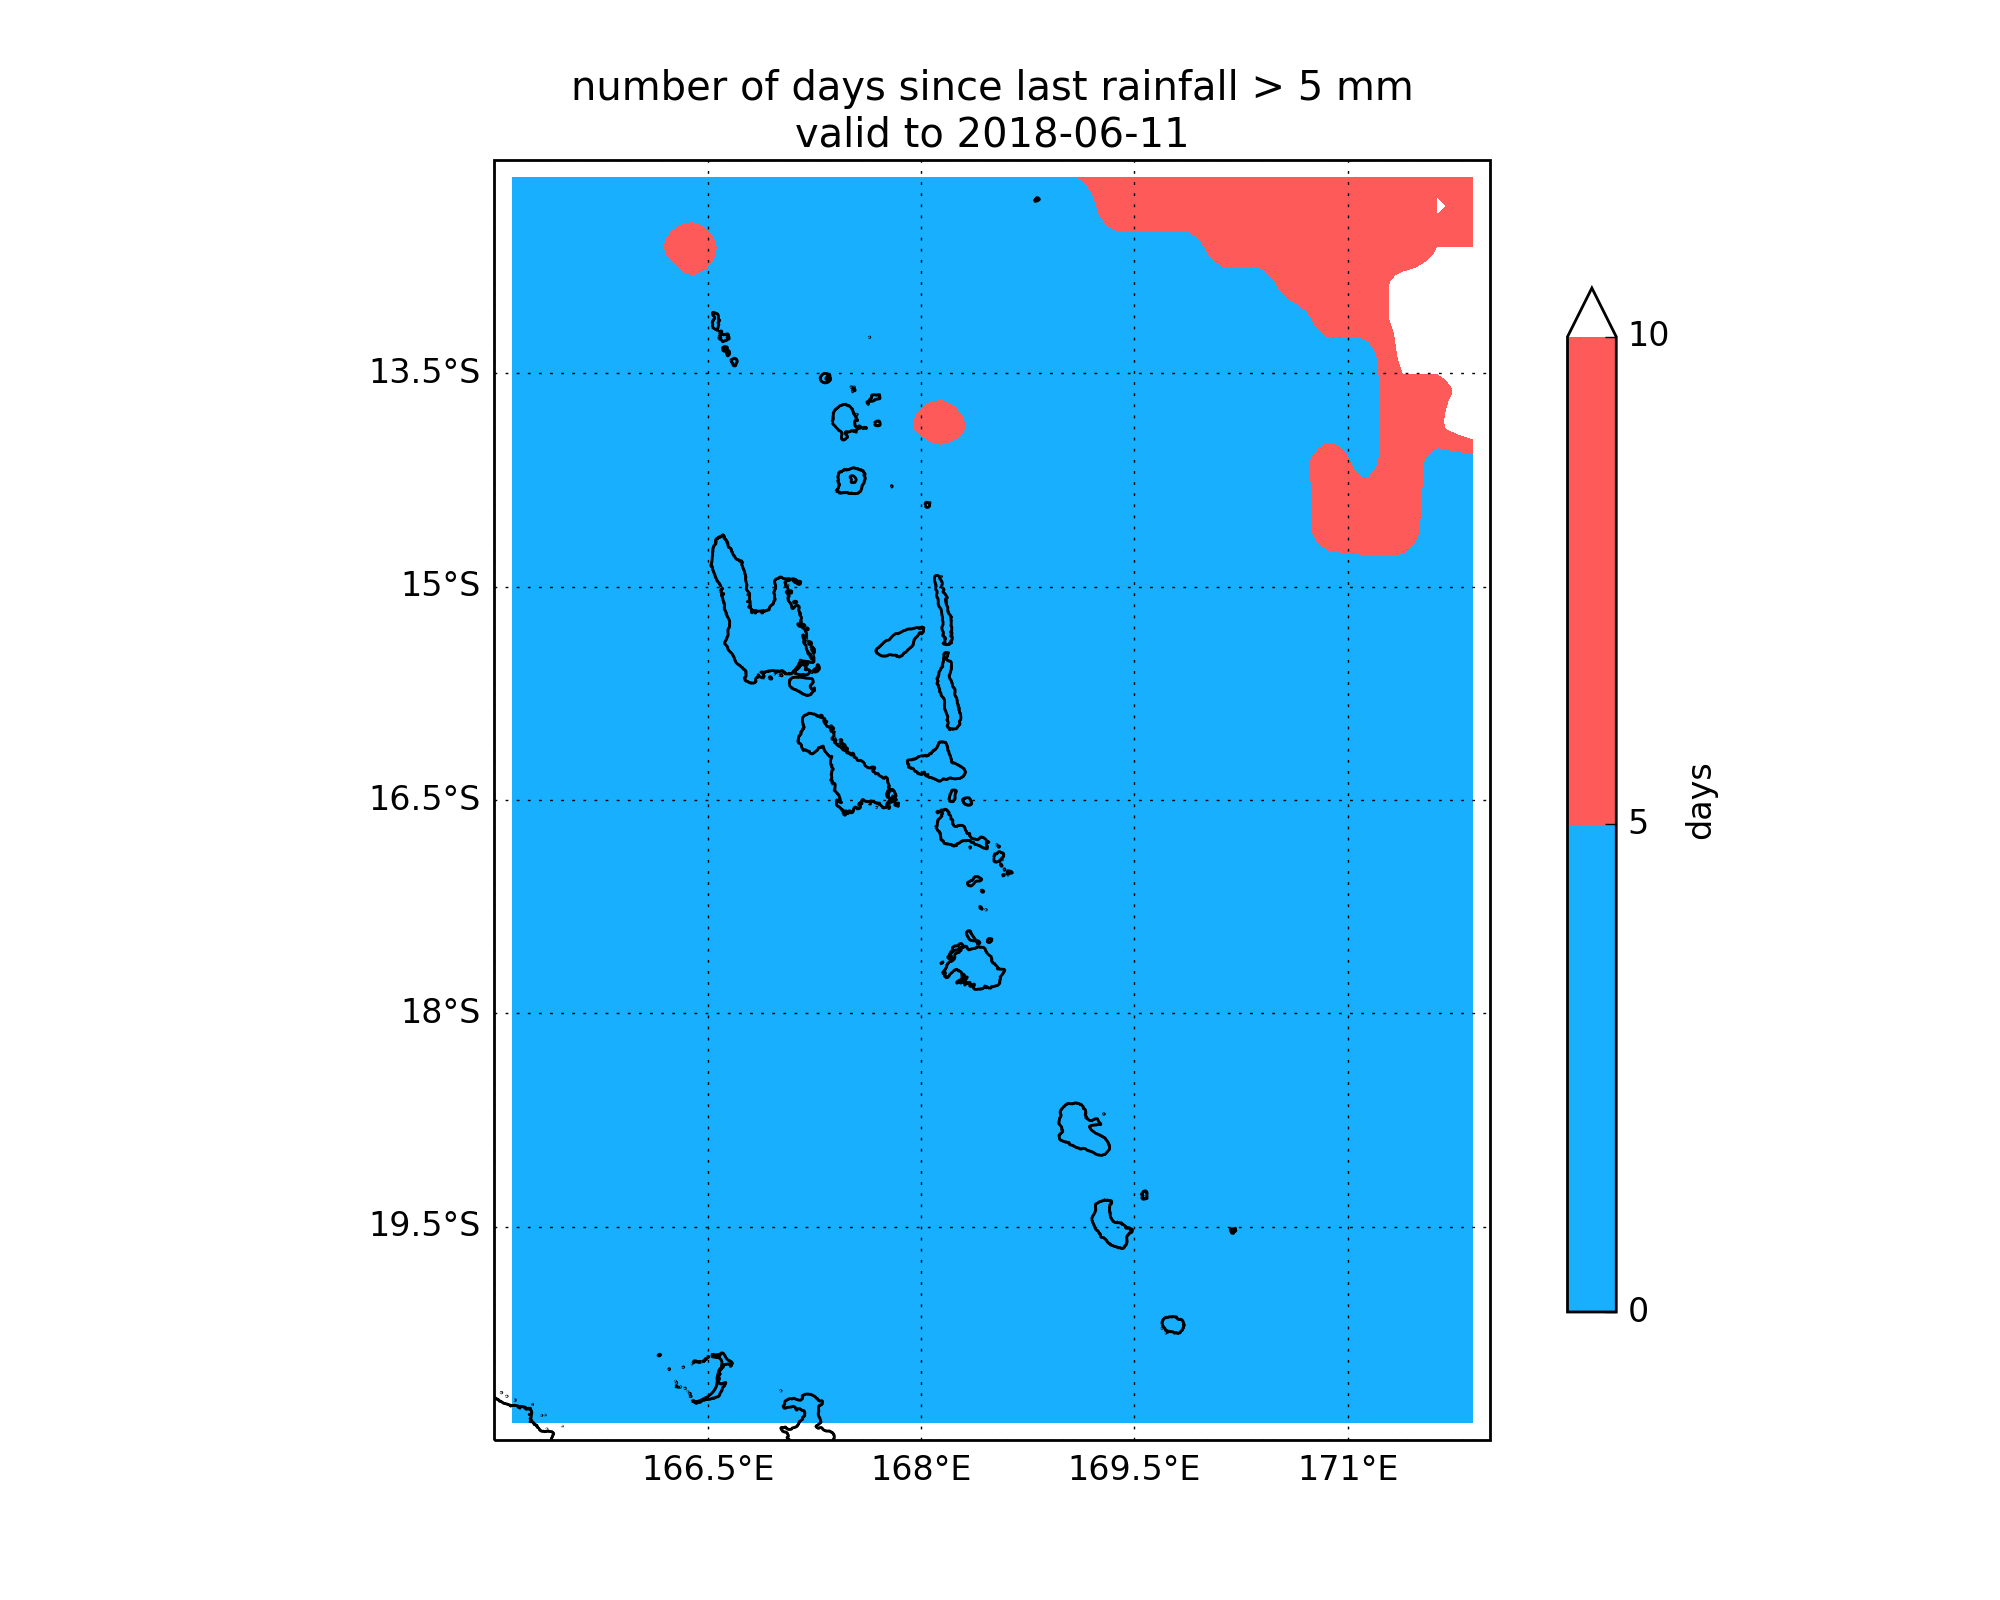 number of days since last rainfall > 5 mm
valid to 2018-06-11
13.5°S
15°S
16.5°S
18°S
19.5°S
166.5°E
168°E
169.5°E
171°E
10
5
0
days